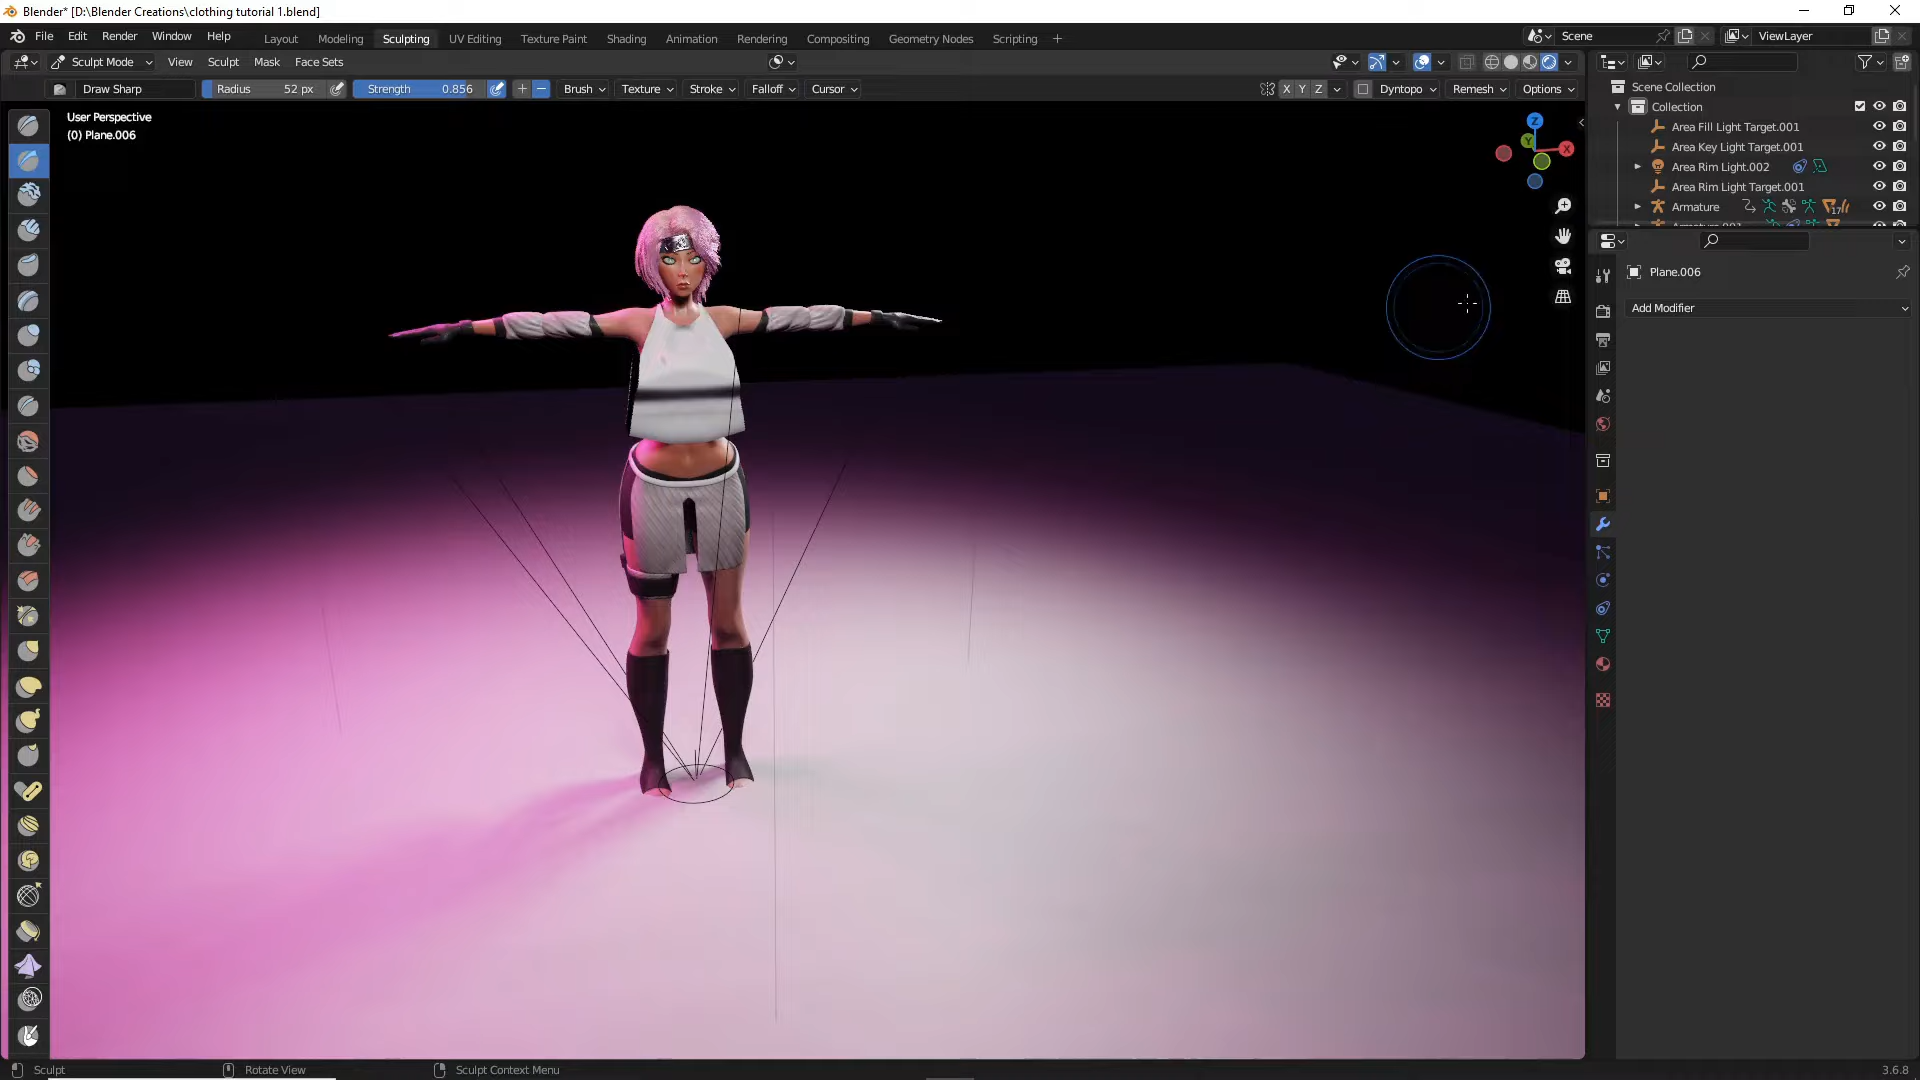 Blender* [D:\Blender Creations\clothing tutorial 1.blend]
File Edit Render Window Help Layout Modeling Sculpting UV Editing Texture Paint Shading Animation Rendering Compositing Geometry Nodes Scripting + Scene ViewLayer
Sculpt Mode View Sculpt Mask Face Sets
Draw Sharp Radius 52 px Strength 0.856 Brush Texture Stroke Falloff Cursor X Y Z Dyntopo Remesh Options
User Perspective
(0) Plane.006
Z
Y
X
Scene Collection
Collection
Area Fill Light Target.001
Area Key Light Target.001
Area Rim Light.002
Area Rim Light Target.001
Armature 17
Plane.006
Add Modifier
Sculpt Rotate View Sculpt Context Menu 3.6.8